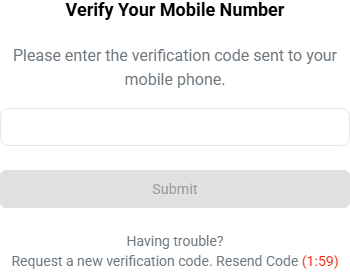 Verify Your Mobile Number
Please enter the verification code sent to your
mobile phone.
Submit
Having trouble?
Request a new verification code. Resend Code (1:59)